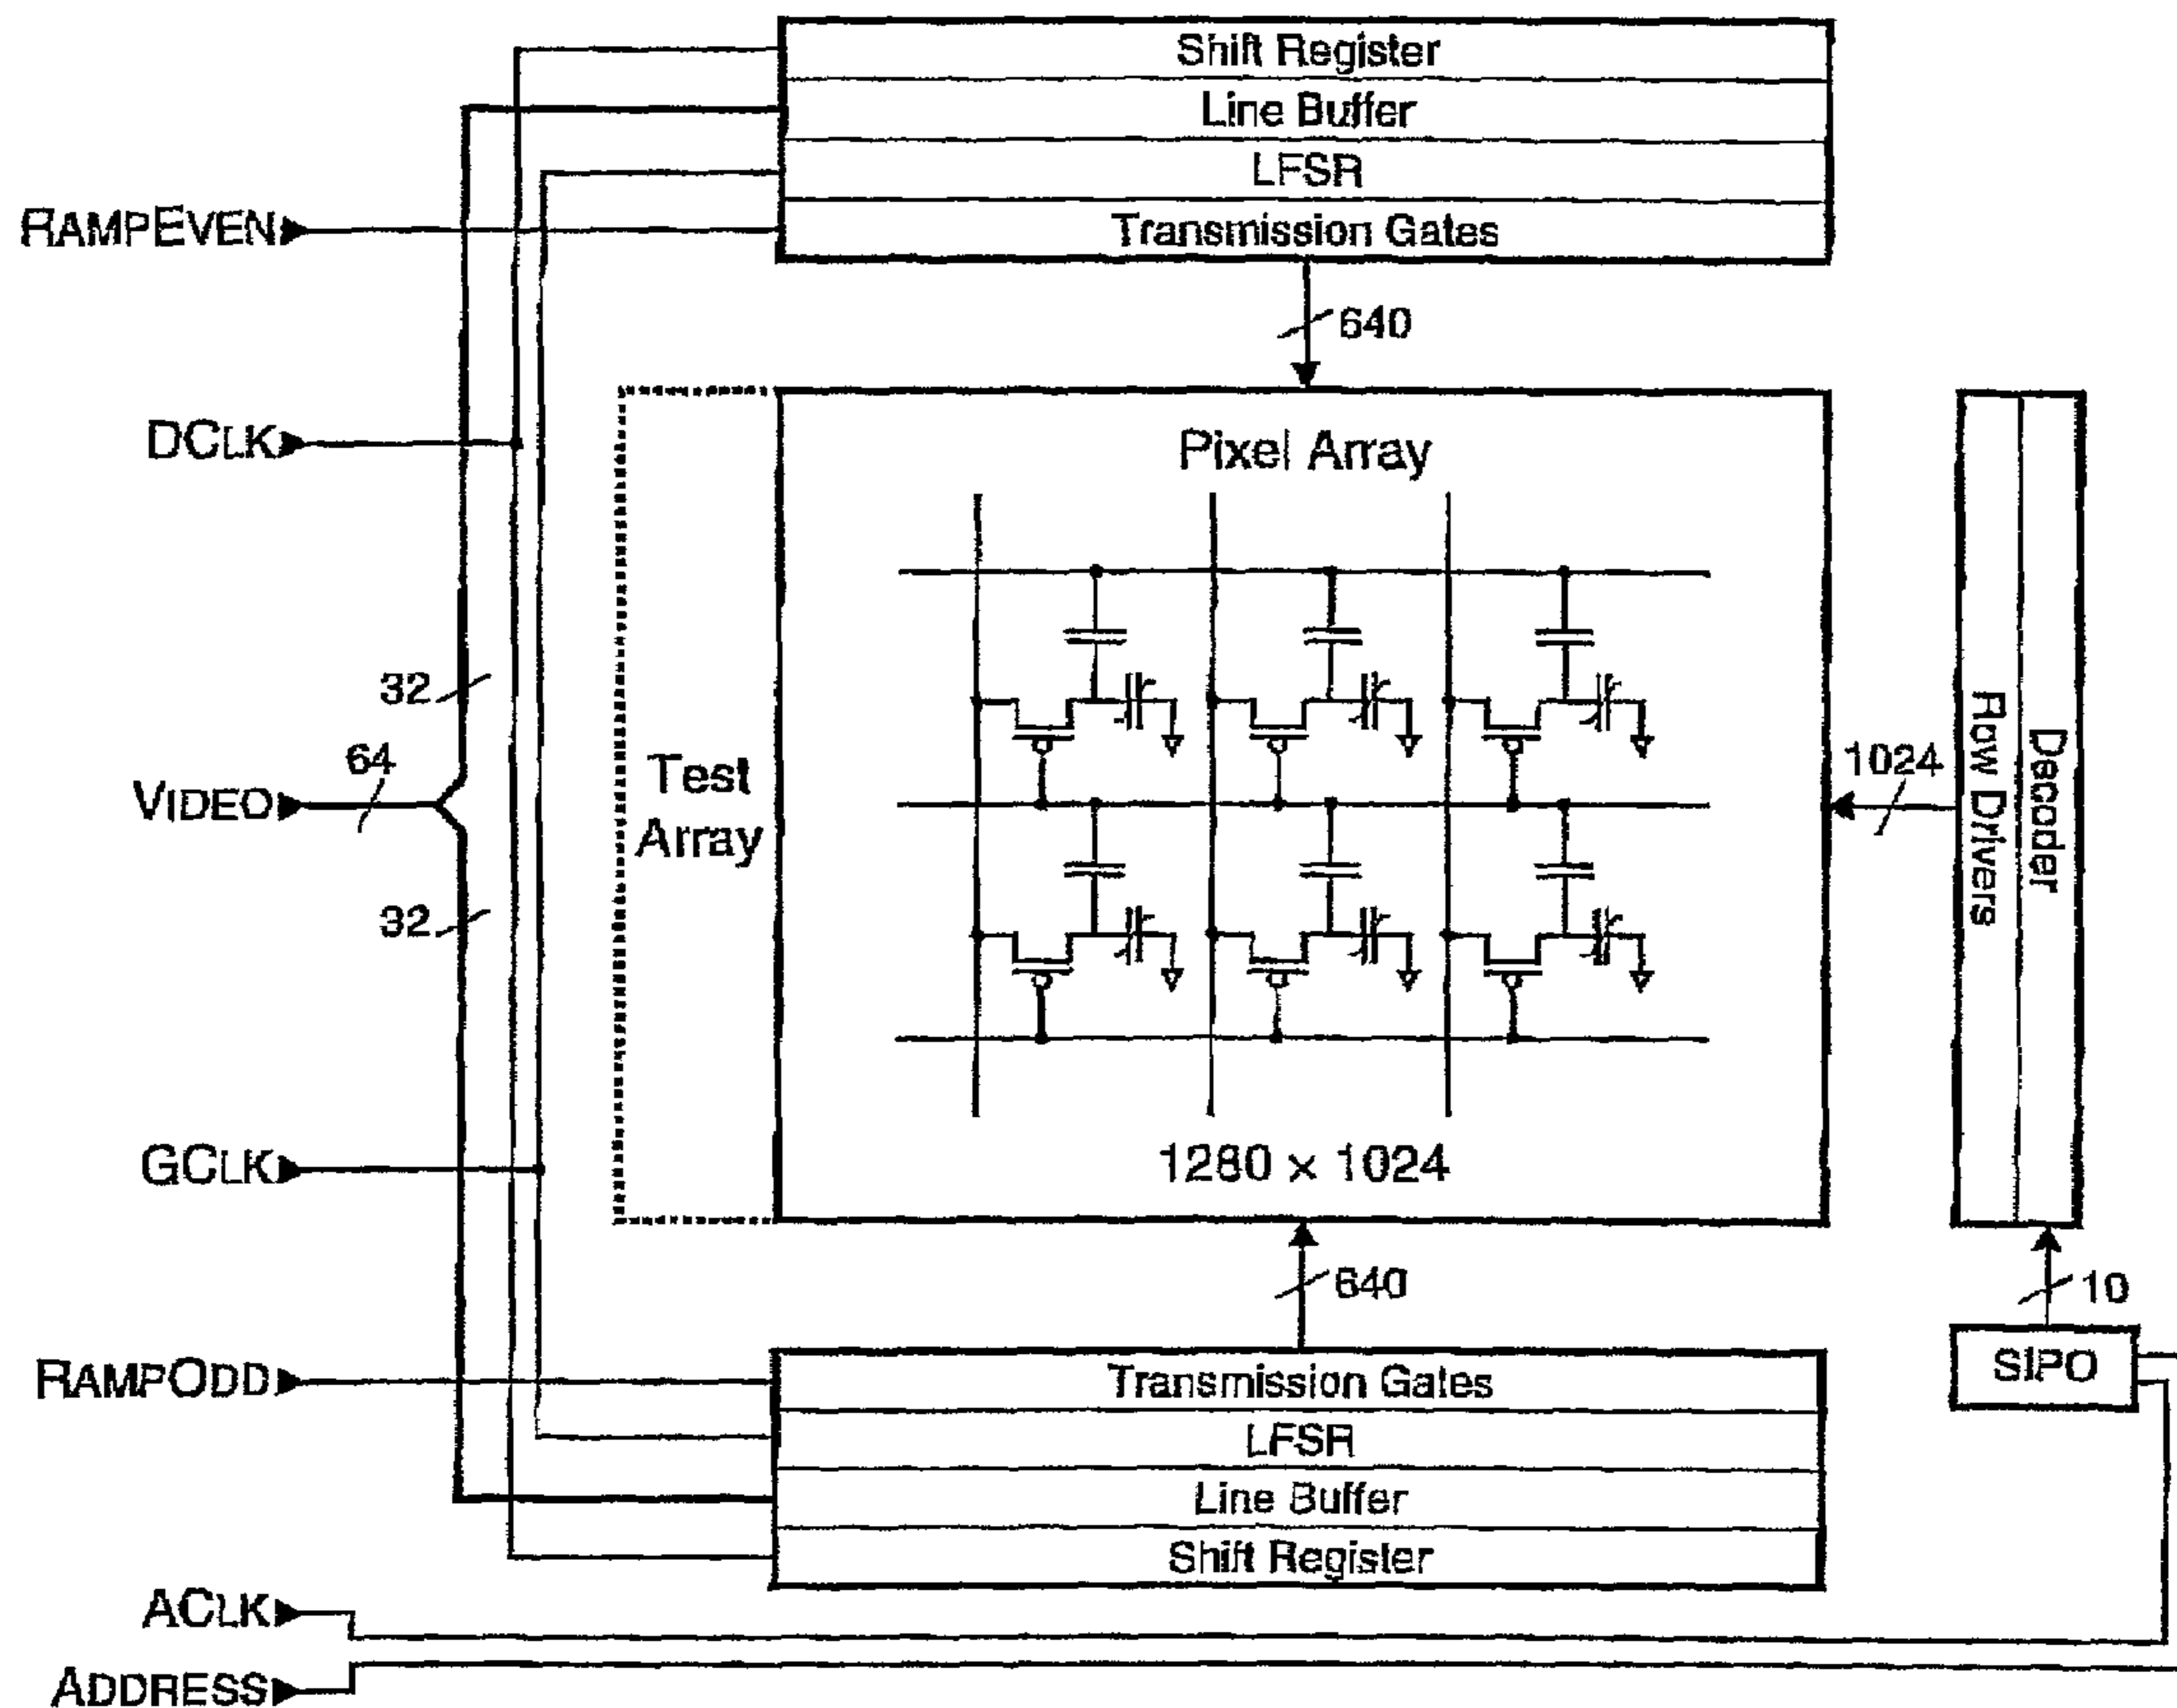 Shift Register
Line Buffer
LFSR
RAMPEVEN
Transmission Gates
640
DCLK
Pixel Array
32
64
VIDEO
32
Test
Array
1024
Row Drivers
Decoder
GCLK
1280 × 1024
640
10
RAMPODD
Transmission Gates
SIPO
LFSR
Line Buffer
Shift Register
ACLK
ADDRESS